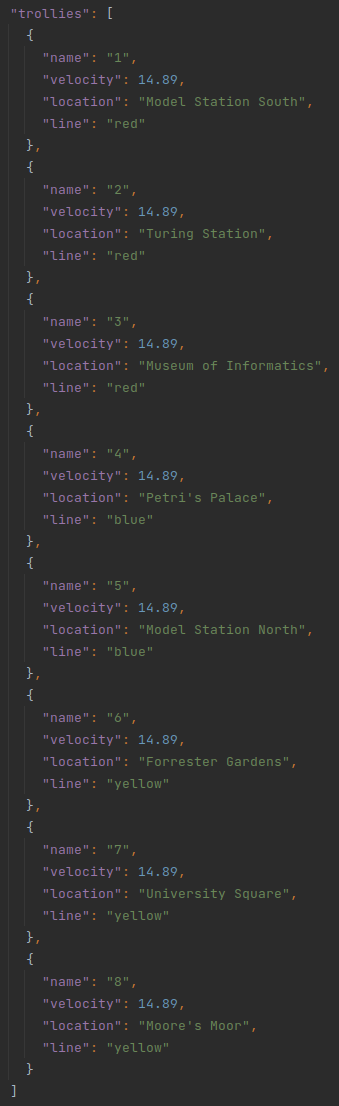 "trollies": [
{
"name": "1",
"velocity": 14.89,
"location": "Model Station South",
"line": "red"
},
{
"name": "2",
"velocity": 14.89,
"location": "Turing Station",
"line": "red"
},
{
"name": "3",
"velocity": 14.89,
"location": "Museum of Informatics",
"line": "red"
},
{
"name": "4",
"velocity": 14.89,
"location": "Petri's Palace",
"line": "blue"
},
{
"name": "5",
"velocity": 14.89,
"location": "Model Station North",
"line": "blue"
},
{
"name": "6",
"velocity": 14.89,
"location": "Forrester Gardens",
"line": "yellow"
},
{
"name": "7",
"velocity": 14.89,
"location": "University Square",
"line": "yellow"
},
{
"name": "8",
"velocity": 14.89,
"location": "Moore's Moor",
"line": "yellow"
}
]